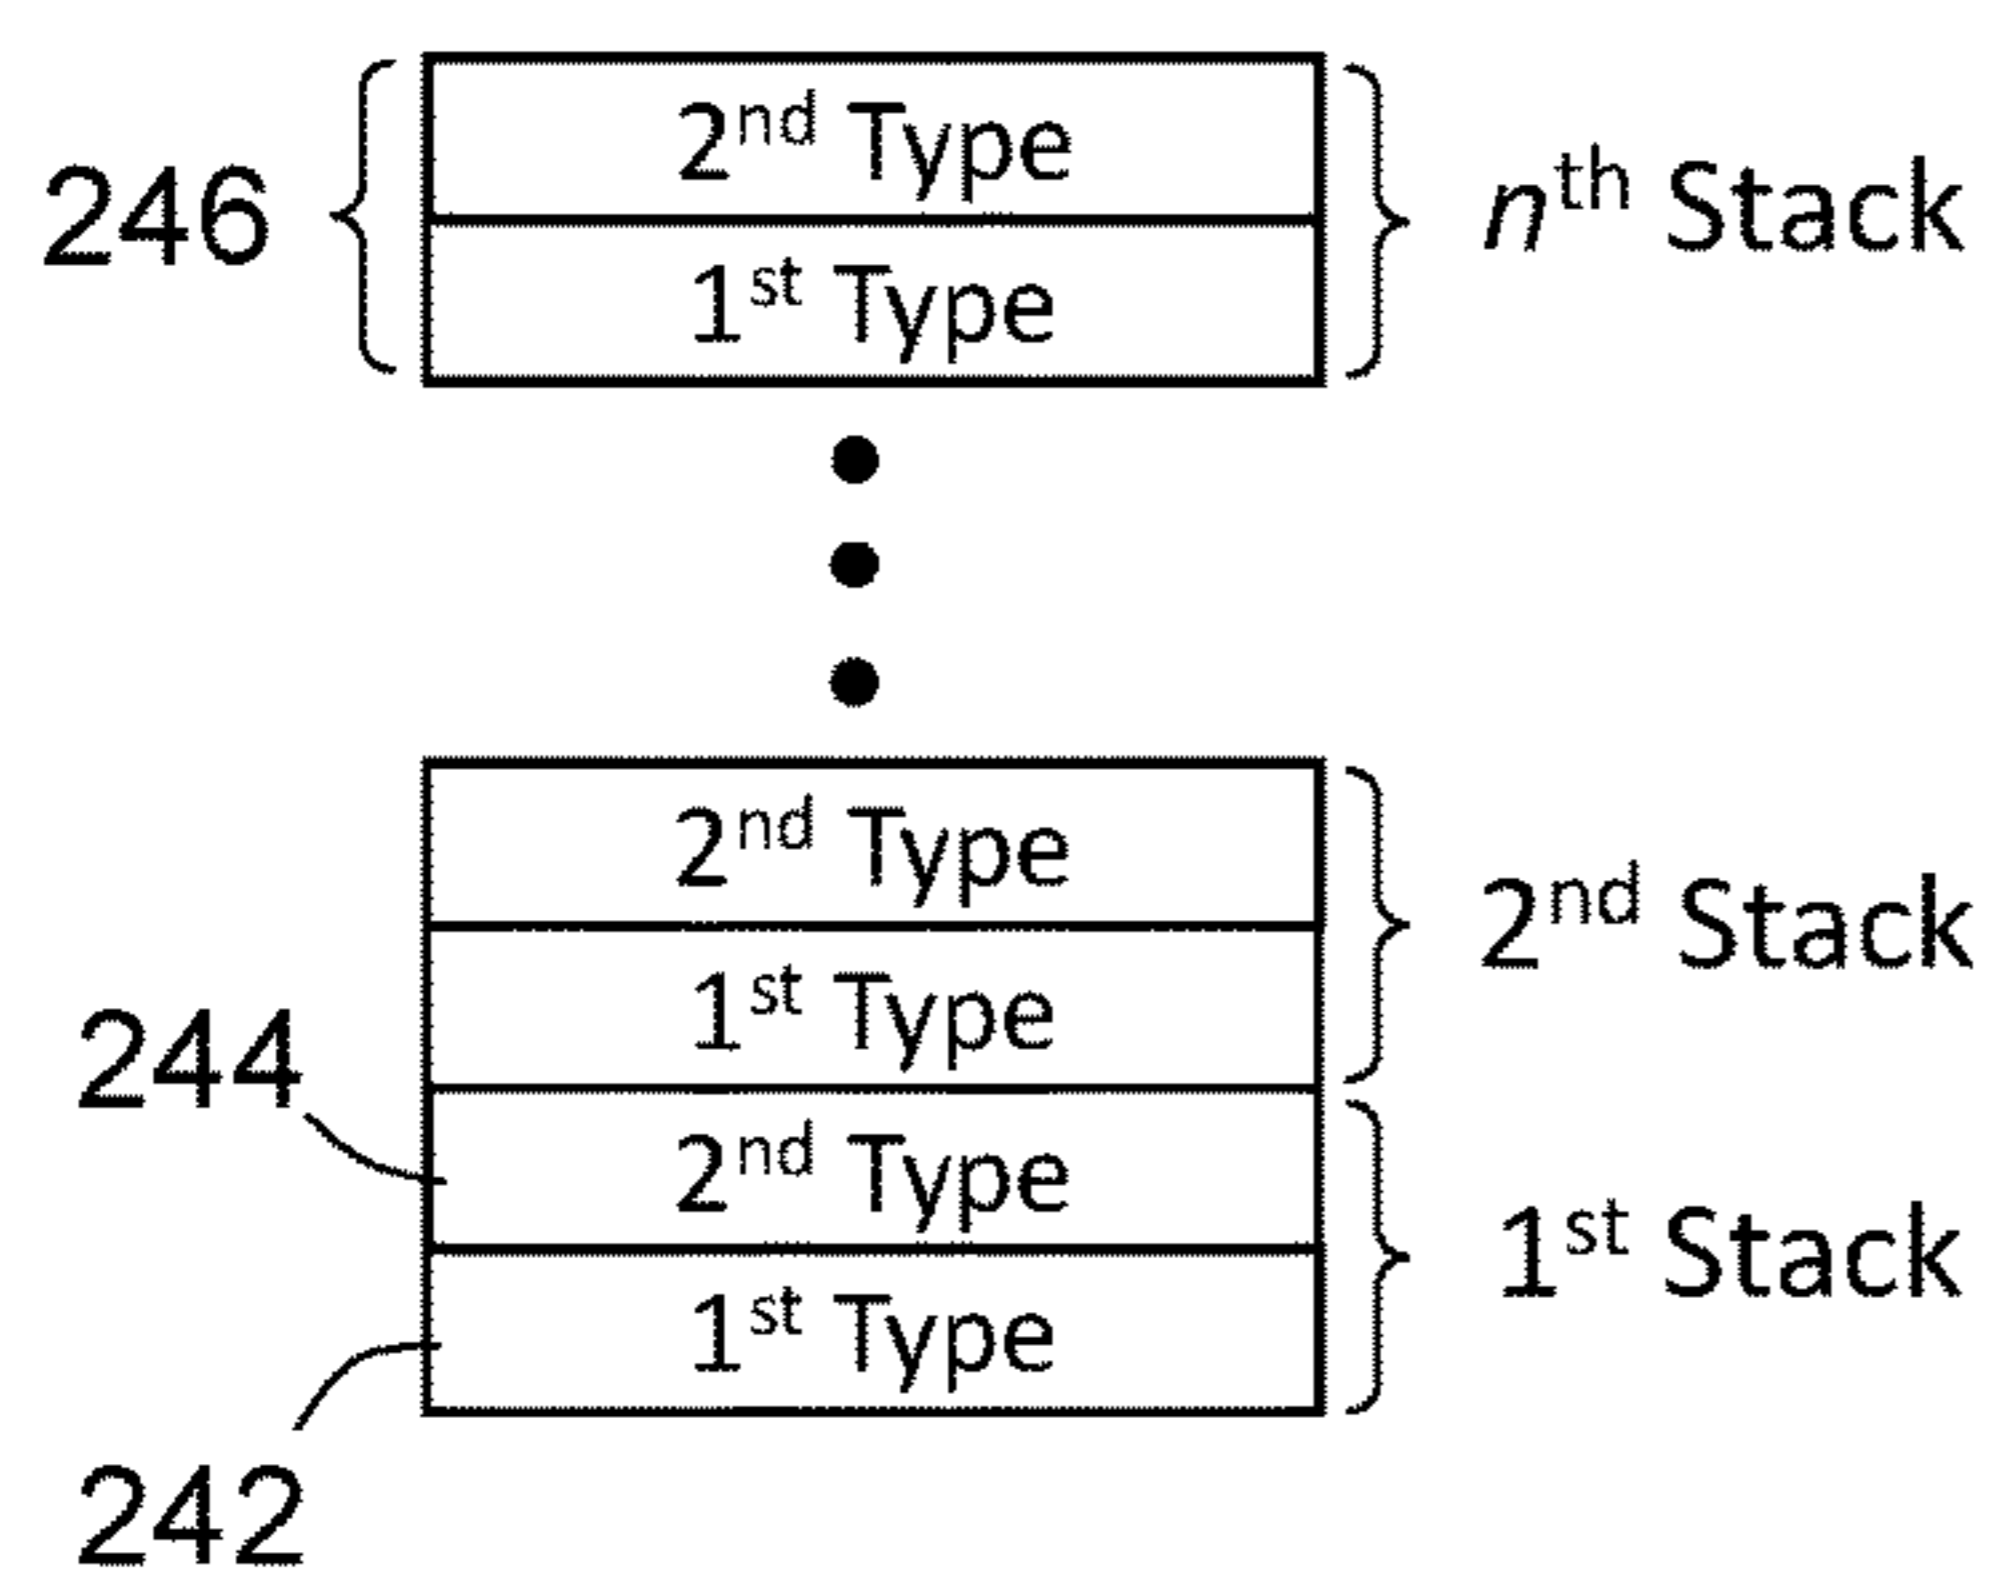 2nd Type
246
nth Stack
1st Type
2nd Type
2nd Stack
1st Type
244
2nd Type
1st Stack
1st Type
242